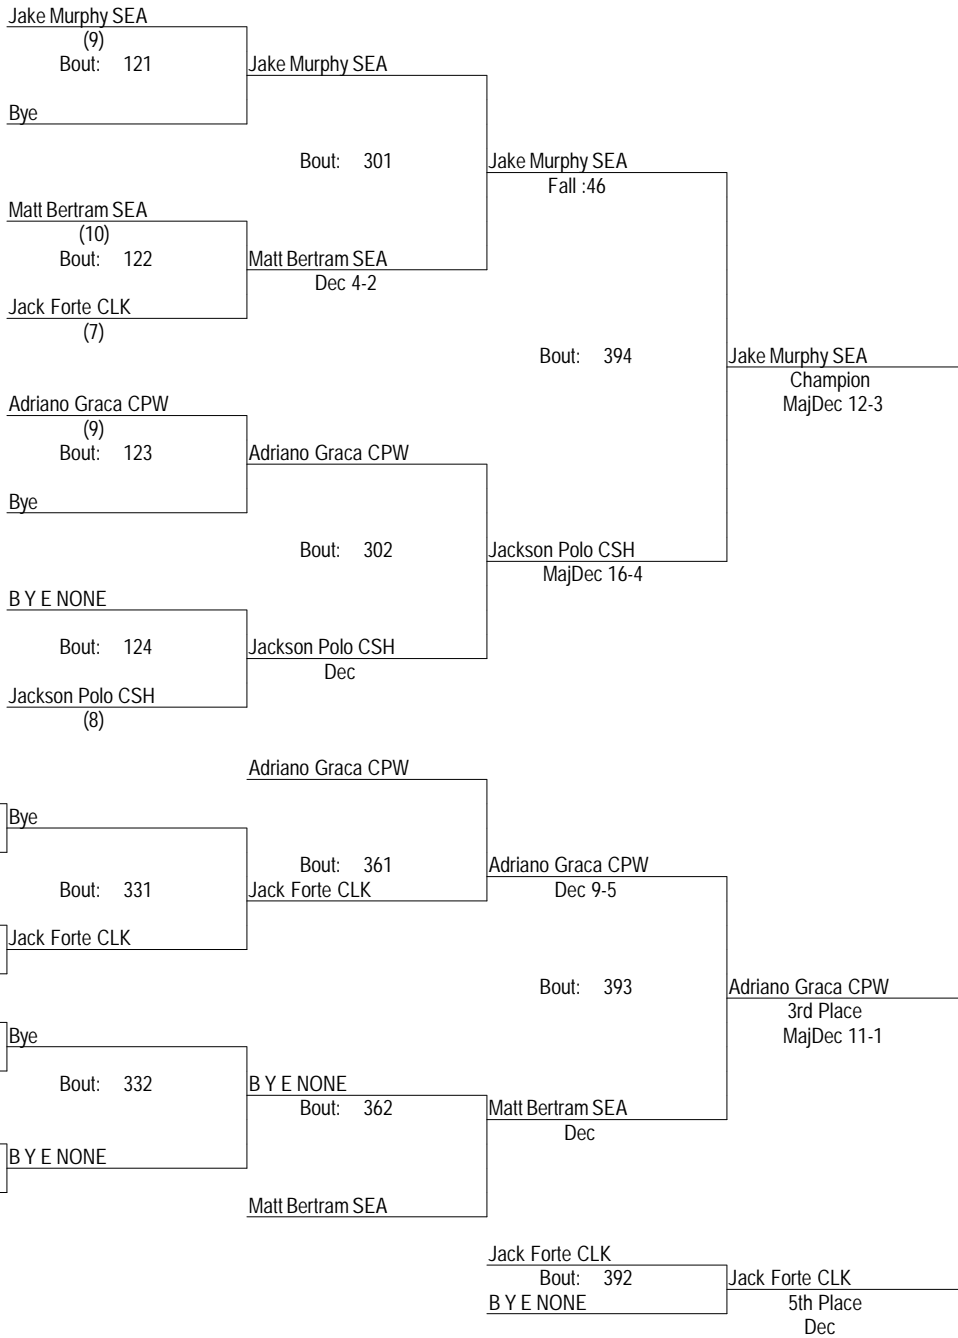 Jake Murphy SEA
(9)
Bout: 121
Jake Murphy SEA
Bye
Bout: 301
Jake Murphy SEA
Fall :46
Matt Bertram SEA
(10)
Bout: 122
Matt Bertram SEA
Dec 4-2
Jack Forte CLK
(7)
Bout: 394
Jake Murphy SEA
Champion
MajDec 12-3
Adriano Graca CPW
(9)
Bout: 123
Adriano Graca CPW
Bye
Bout: 302
Jackson Polo CSH
MajDec 16-4
B Y E NONE
Bout: 124
Jackson Polo CSH
Dec
Jackson Polo CSH
(8)
Adriano Graca CPW
Bye
Bout: 361
Adriano Graca CPW
Dec 9-5
Bout: 331
Jack Forte CLK
Jack Forte CLK
Bout: 393
Adriano Graca CPW
3rd Place
MajDec 11-1
Bye
Bout: 332
B Y E NONE
Bout: 362
Matt Bertram SEA
Dec
B Y E NONE
Matt Bertram SEA
Jack Forte CLK
Bout: 392
Jack Forte CLK
B Y E NONE
5th Place
Dec